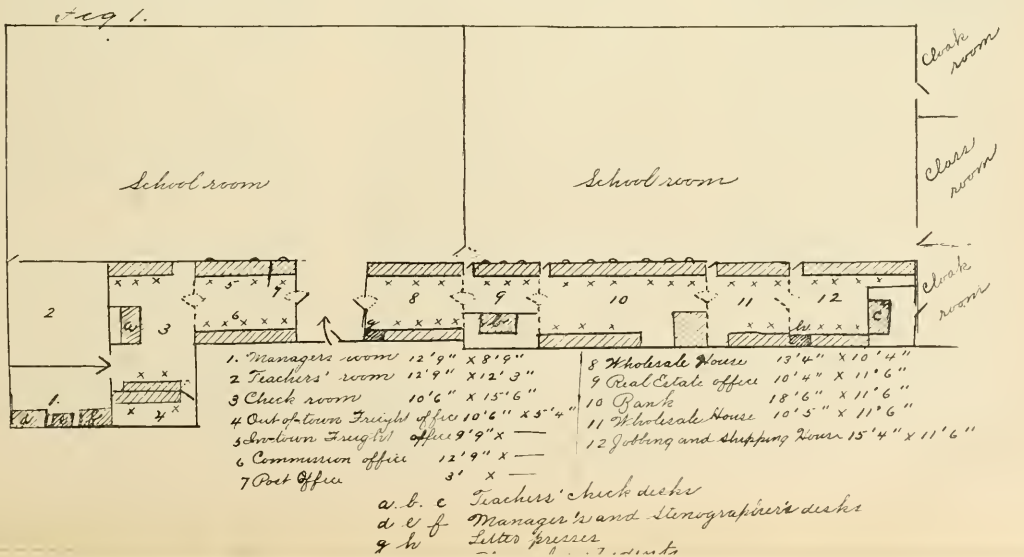 Fig 1.
Cloak
room
Class
room
School room
School room
Cloak
room
5
7
2
a
3
8
9
10
11
12
6
b
c
g
h
1.
d e f
4
1. Managers room 12'9" X 8'9"
2 Teachers' room 12'9" X 12'3"
3 Check room 10'6" X 15'6"
4 Out of-town Freight office 10'6" X 5'4"
5 In-town Freight office 9'9" X —
6 Commission office 12'9" X —
7 Post Office 3' X —
8 Wholesale House 13'4" X 10'4"
9 Real Estate office 10'4" X 11'6"
10 Bank 18'6" X 11'6
11 Wholesale House 10'5" X 11'6"
12 Jobbing and Shipping House 15'4" X 11'6"
a. b. c Teachers' check desks
d e f Manager's and Stenographer's desks
g h Letter presses